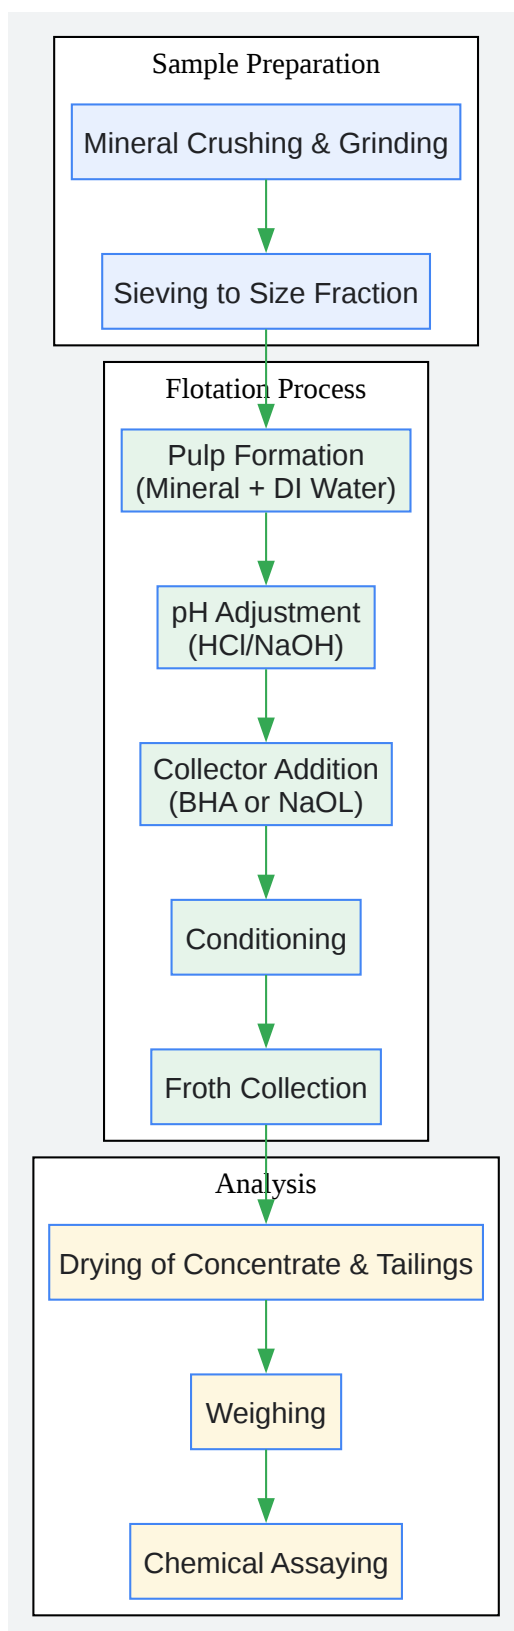 Sample Preparation
Mineral Crushing & Grinding
Sieving to Size Fraction
Flotation Process
Pulp Formation
(Mineral + DI Water)
pH Adjustment
(HCl/NaOH)
Collector Addition
(BHA or NaOL)
Conditioning
Froth Collection
Analysis
Drying of Concentrate & Tailings
Weighing
Chemical Assaying